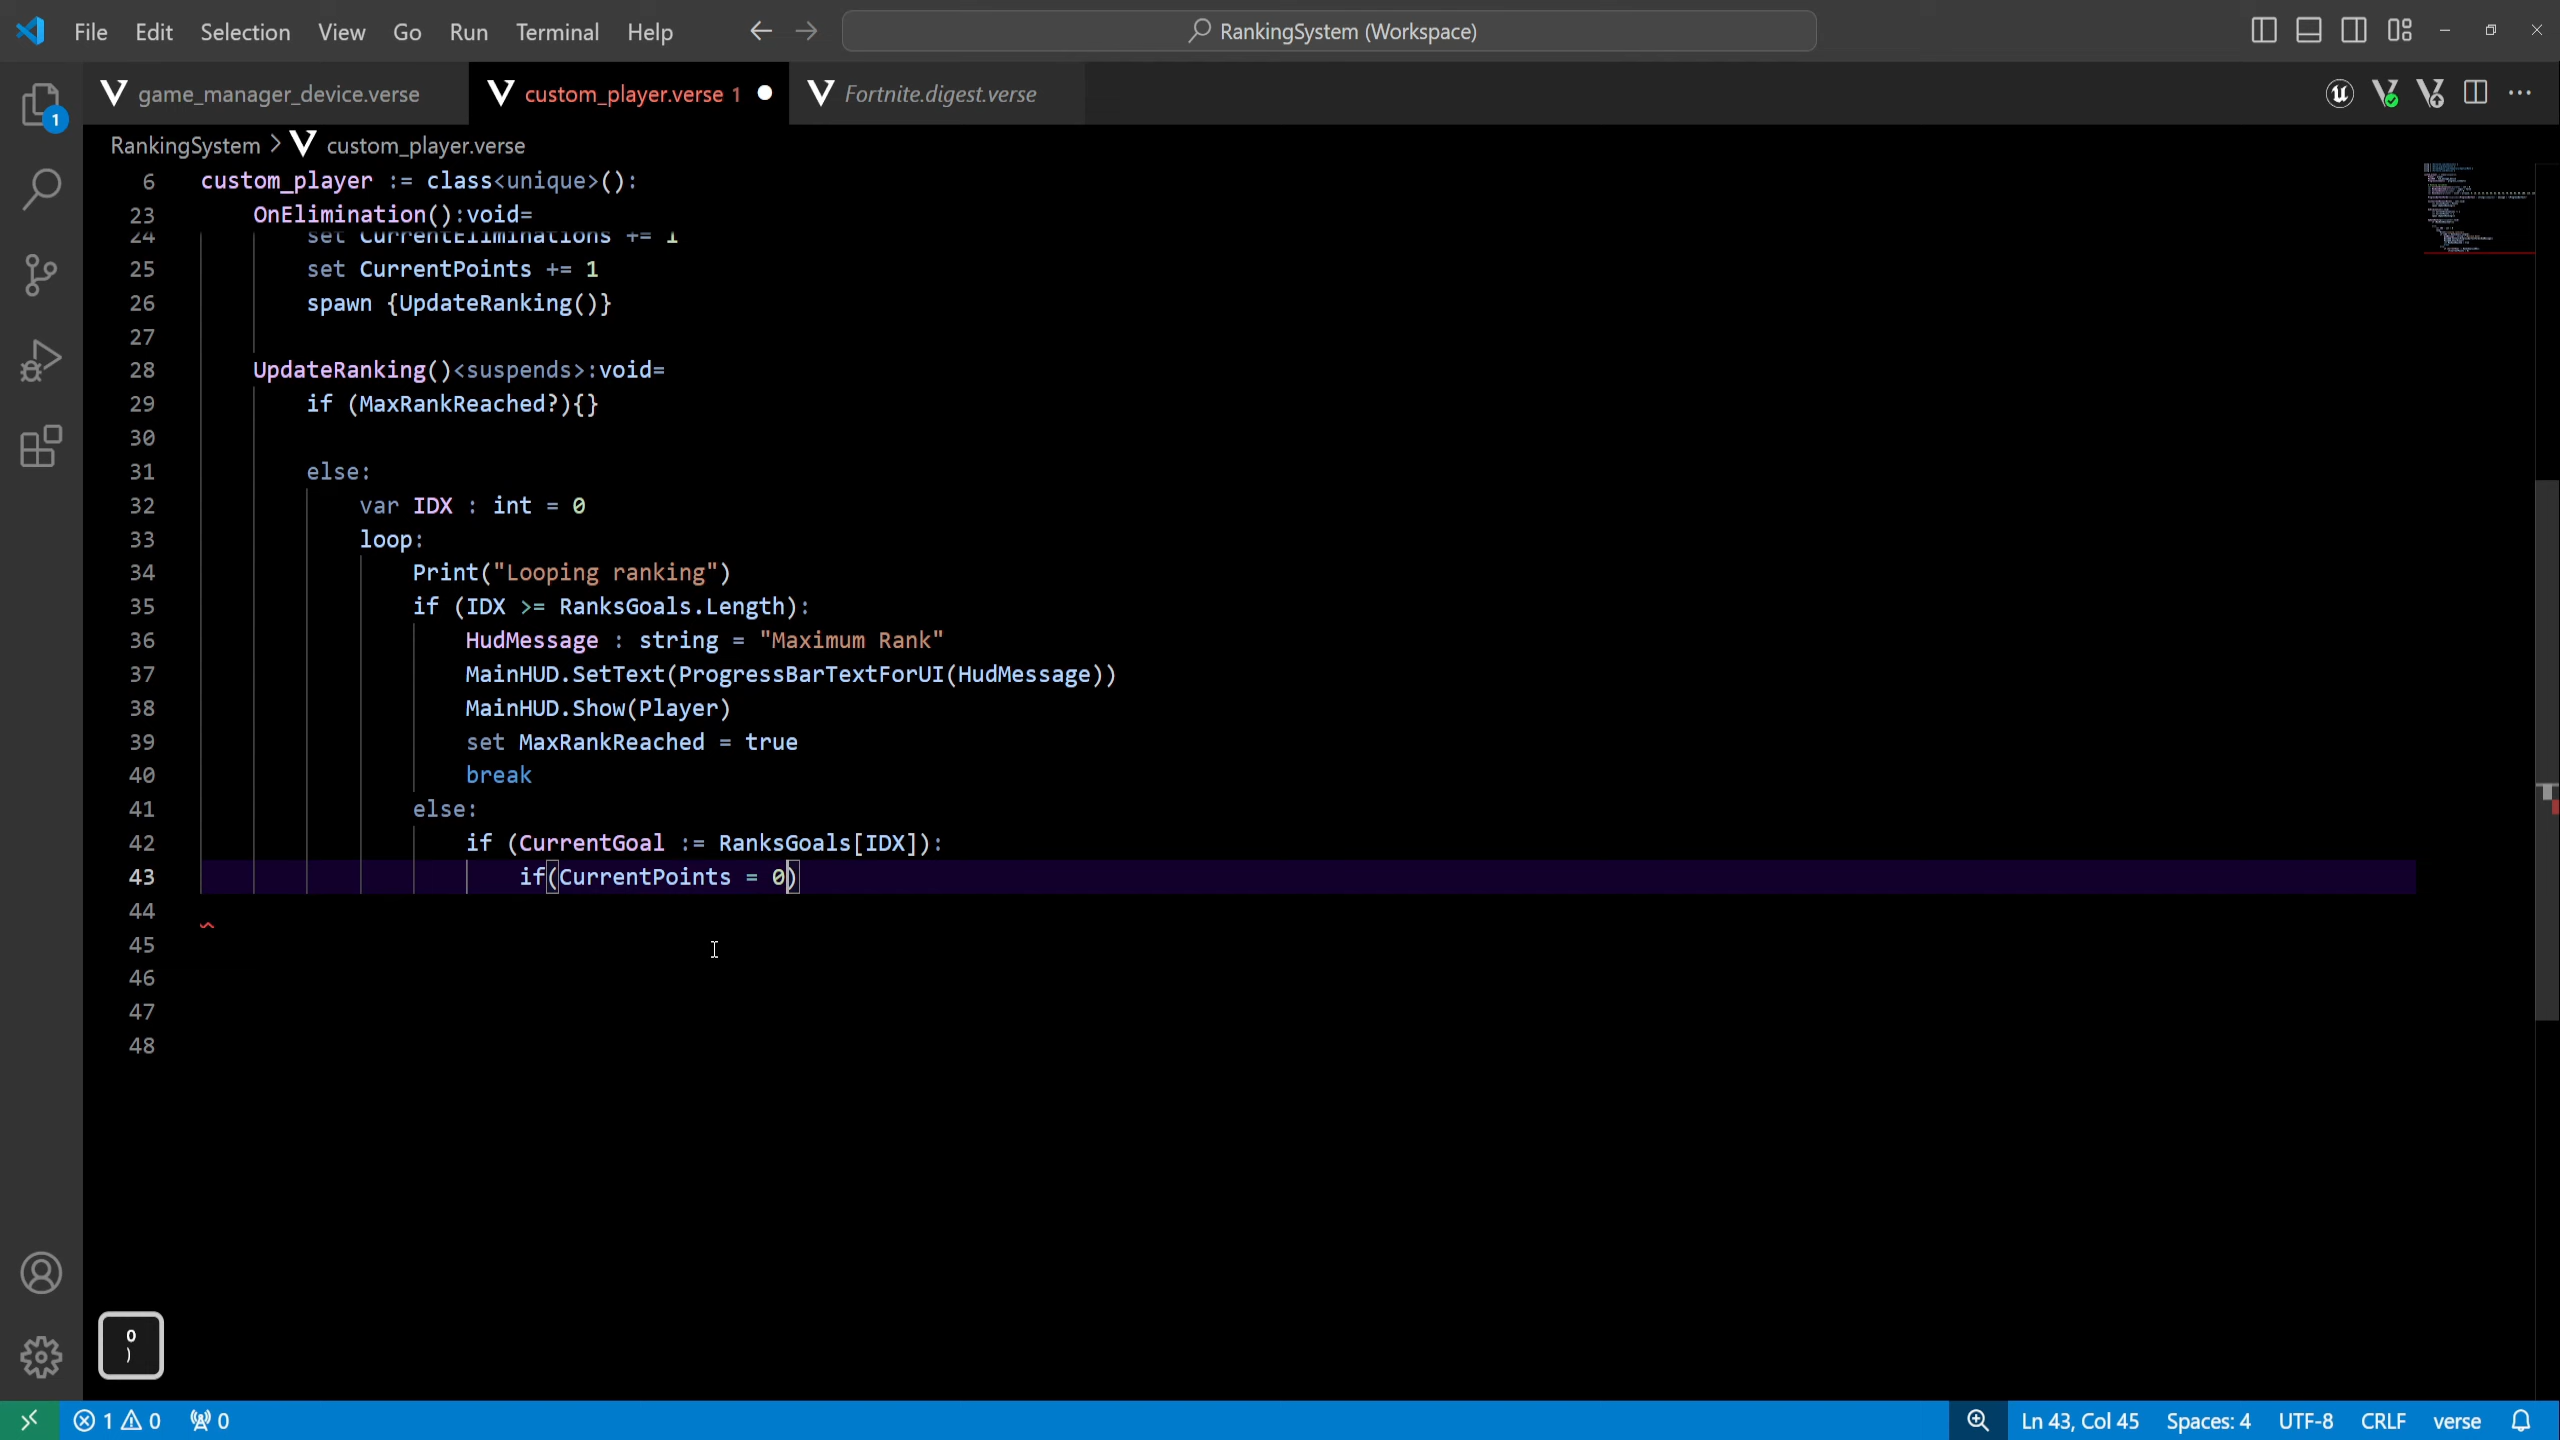 File Edit Selection View Go Run Terminal Help
RankingSystem (Workspace)
game_manager_device.verse
custom_player.verse 1
Fortnite.digest.verse
RankingSystem > custom_player.verse
6 custom_player := class<unique>():
23 OnElimination():void=
24 set CurrentEliminations += 1
25 set CurrentPoints += 1
26 spawn {UpdateRanking()}
27
28 UpdateRanking()<suspends>:void=
29 if (MaxRankReached?){}
30
31 else:
32 var IDX : int = 0
33 loop:
34 Print("Looping ranking")
35 if (IDX >= RanksGoals.Length):
36 HudMessage : string = "Maximum Rank"
37 MainHUD.SetText(ProgressBarTextForUI(HudMessage))
38 MainHUD.Show(Player)
39 set MaxRankReached = true
40 break
41 else:
42 if (CurrentGoal := RanksGoals[IDX]):
43 if(CurrentPoints = 0)
44
45
46
47
48
1
0
)
1 0 0
Ln 43, Col 45 Spaces: 4 UTF-8 CRLF verse